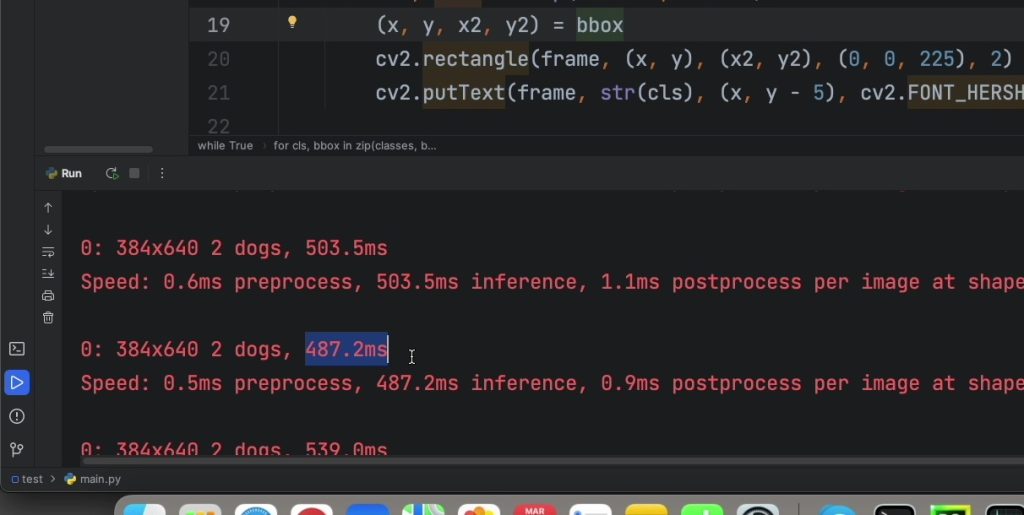 19 (x, y, x2, y2) = bbox
20 cv2.rectangle(frame, (x, y), (x2, y2), (0, 0, 225), 2)
21 cv2.putText(frame, str(cls), (x, y - 5), cv2.FONT_HERSH
22
while True for cls, bbox in zip(classes, b...
Run
0: 384x640 2 dogs, 503.5ms
Speed: 0.6ms preprocess, 503.5ms inference, 1.1ms postprocess per image at shape
0: 384x640 2 dogs, 487.2ms
Speed: 0.5ms preprocess, 487.2ms inference, 0.9ms postprocess per image at shape
0: 384x640 2 dogs, 539.0ms
test main.py
MAR